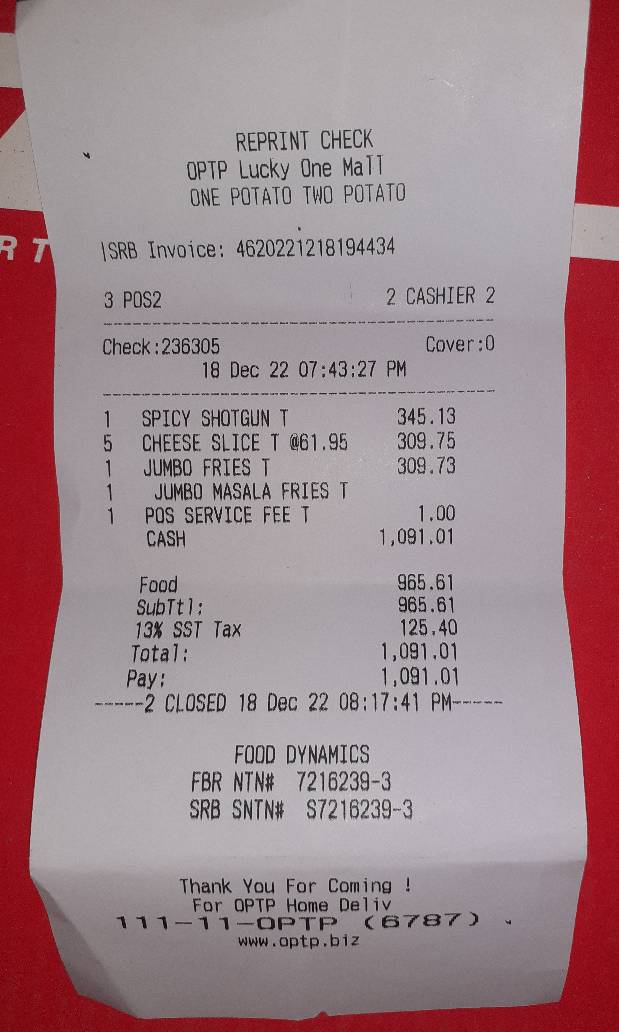 RT
REPRINT CHECK
OPTP Lucky One Mall
ONE POTATO TWO POTATO
SRB Invoice: 4620221218194434
3 POS2 2 CASHIER 2
Check:236305 Cover:0
18 Dec 22 07:43:27 PM
1 SPICY SHOTGUN T 345.13
5 CHEESE SLICE T @61.95 309.75
1 JUMBO FRIES T 309.73
1 JUMBO MASALA FRIES T
1 POS SERVICE FEE T 1.00
CASH 1,091.01
Food 965.61
SubTtl: 965.61
13% SST Tax 125.40
Total: 1,091.01
Pay: 1,091.01
-----2 CLOSED 18 Dec 22 08:17:41 PM-----
FOOD DYNAMICS
FBR NTN# 7216239-3
SRB SNTN# S7216239-3
Thank You For Coming !
For OPTP Home Deliv
111-11-OPTP (6787)
www.optp.biz